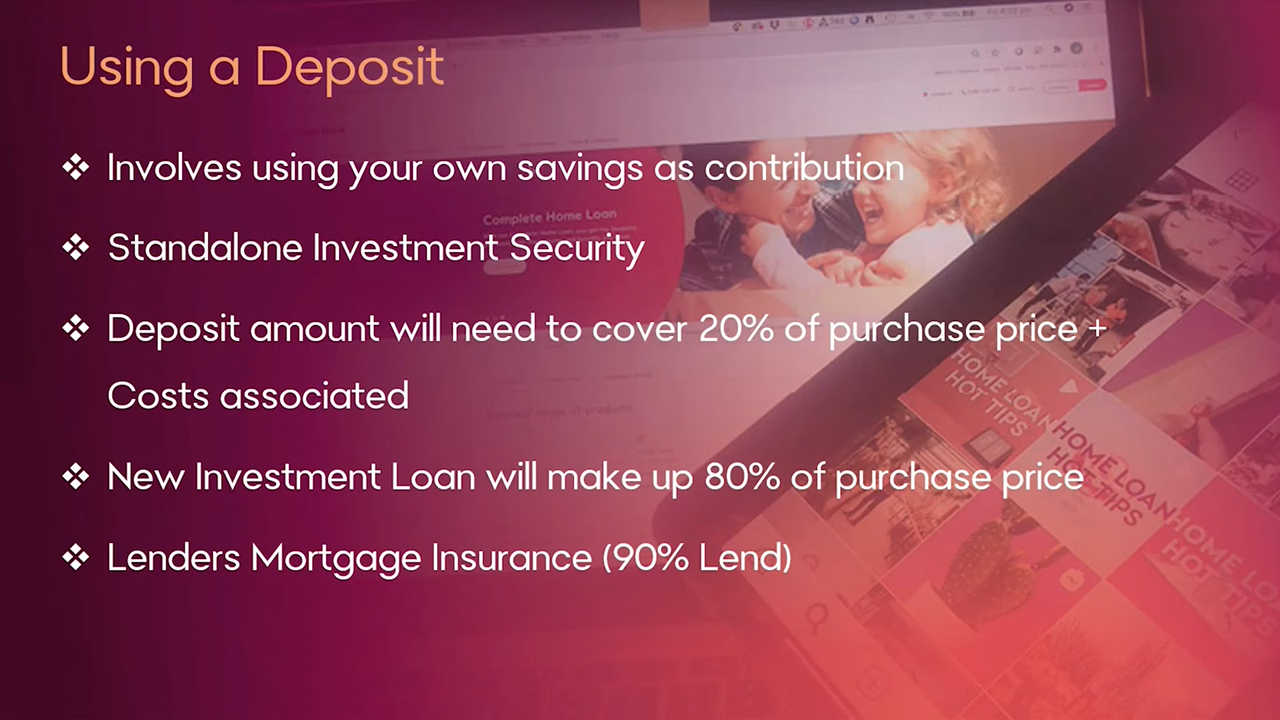 Using a Deposit
❖ Involves using your own savings as contribution
Complete Home Loan
❖ Standalone Investment Security
❖ Deposit amount will need to cover 20% of purchase price +
Costs associated
HOME LOAN
HOT TIPS
HOME LOAN
HOT TIPS
❖ New Investment Loan will make up 80% of purchase price
HOT TIPS
❖ Lenders Mortgage Insurance (90% Lend)